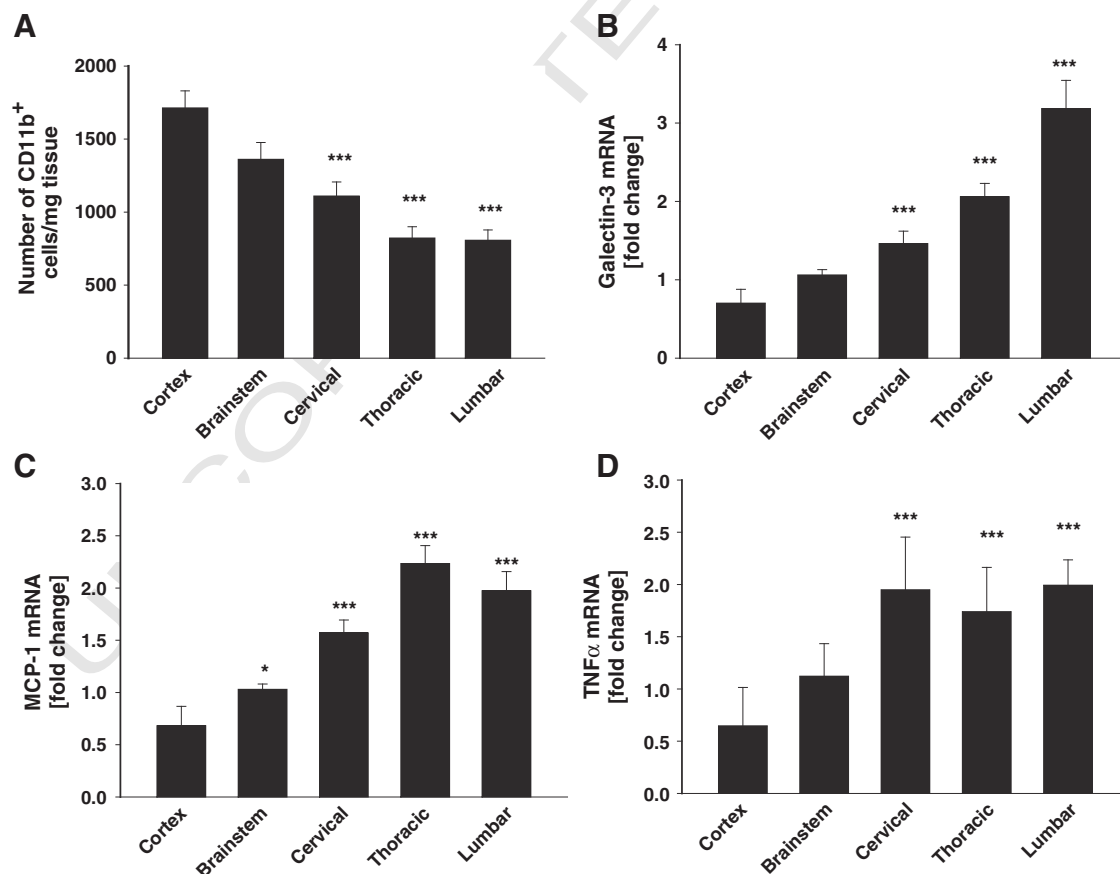 A
Number of CD11b+
cells/mg tissue
2000
1500
1000
500
0
***
***
***
Cortex
Brainstem
Cervical
Thoracic
Lumbar
B
Galectin-3 mRNA
[fold change]
4
3
2
1
0
***
***
***
Cortex
Brainstem
Cervical
Thoracic
Lumbar
C
MCP-1 mRNA
[fold change]
3.0
2.5
2.0
1.5
1.0
0.5
0.0
*
***
***
***
Cortex
Brainstem
Cervical
Thoracic
Lumbar
D
TNFα mRNA
[fold change]
3.0
2.5
2.0
1.5
1.0
0.5
0.0
***
***
***
Cortex
Brainstem
Cervical
Thoracic
Lumbar